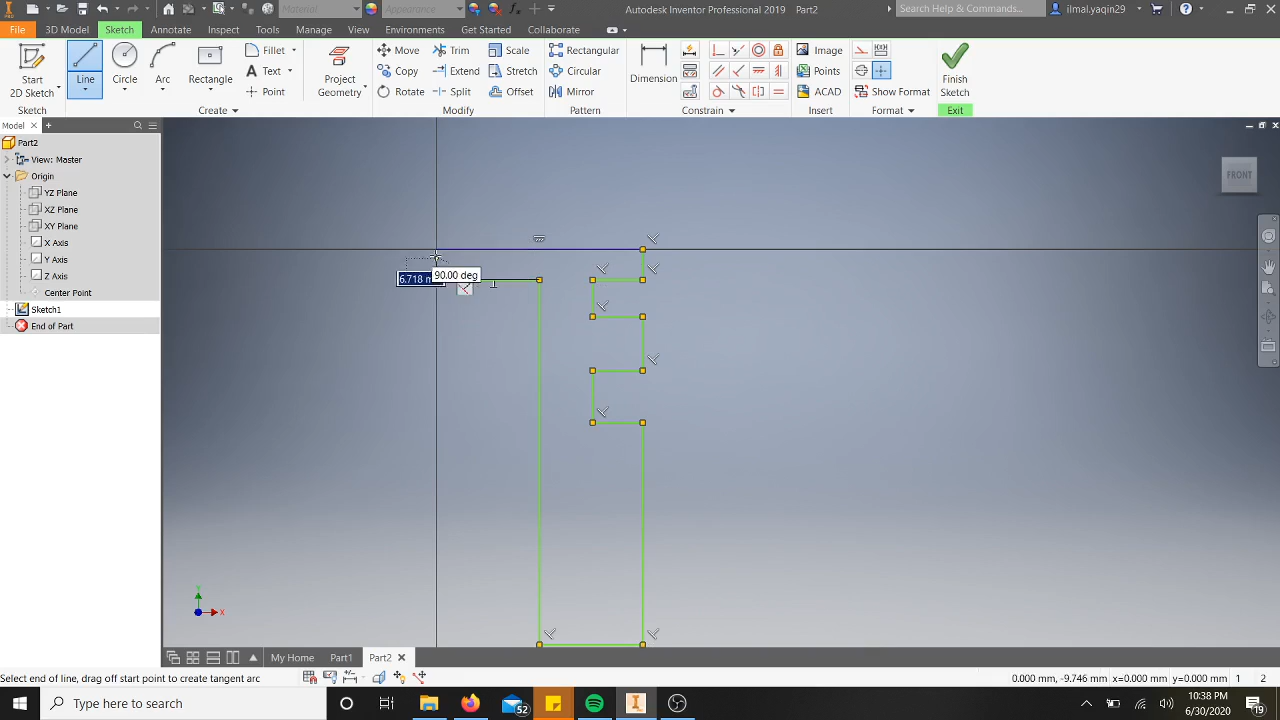 Material
Appearance
Autodesk Inventor Professional 2019   Part2
Search Help & Commands...
ilmal.yaqin29
File
3D Model
Sketch
Annotate
Inspect
Tools
Manage
View
Environments
Get Started
Collaborate
Start
2D Sketch
Line
Circle
Arc
Rectangle
Fillet
Text
Point
Project
Geometry
Move
Copy
Rotate
Trim
Extend
Split
Scale
Stretch
Offset
Rectangular
Circular
Mirror
Dimension
Image
Points
ACAD
Show Format
Finish
Sketch
Sketch
Create
Modify
Pattern
Constrain
Insert
Format
Exit
Model
Part2
View: Master
Origin
YZ Plane
XZ Plane
XY Plane
X Axis
Y Axis
Z Axis
Center Point
Sketch1
End of Part
FRONT
6.718 m
90.00 deg
Y
X
My Home
Part1
Part2
Select end of line, drag off start point to create tangent arc
0.000 mm, -9.746 mm; x=0.000 mm; y=0.000 mm
1
2
Type here to search
52
10:38 PM
6/30/2020
19